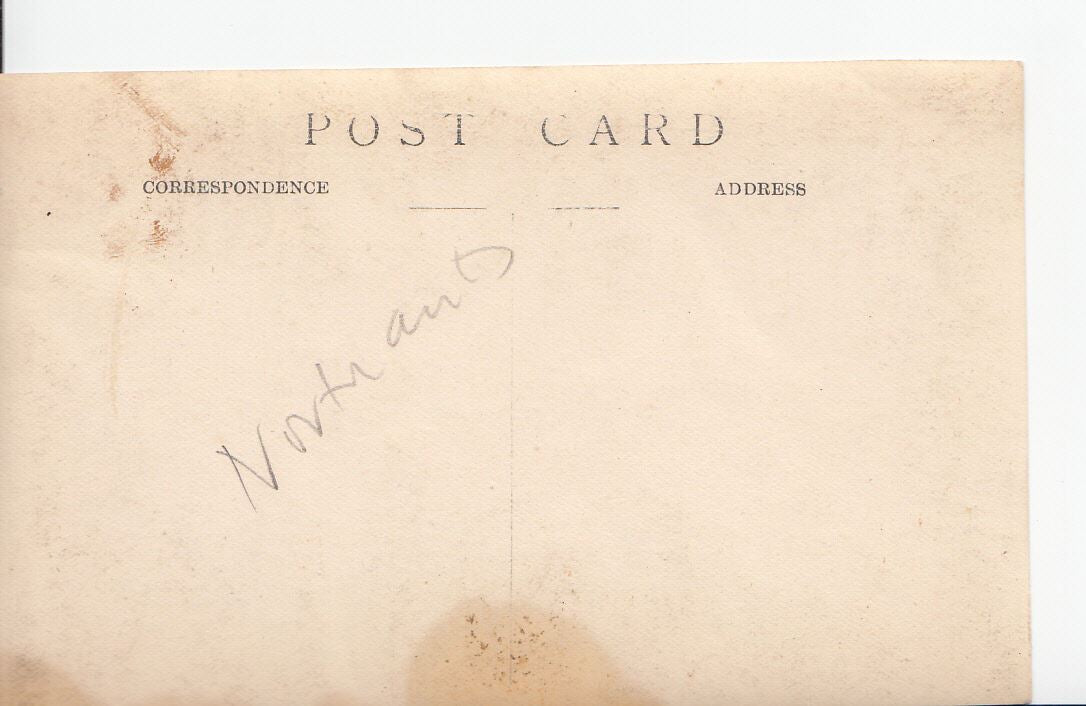 POST CARD
CORRESPONDENCE ADDRESS
Northants